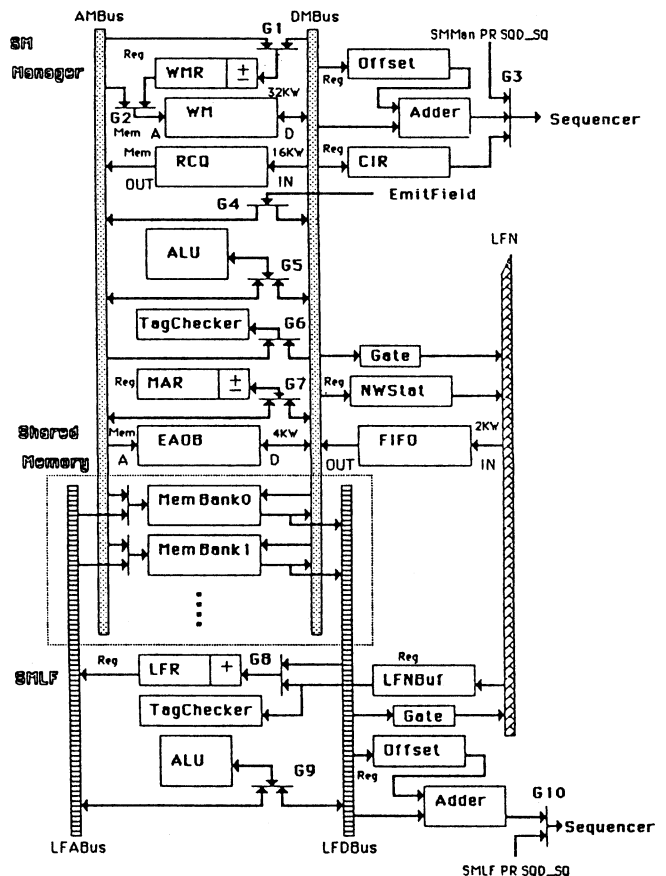 AMBus DMBus
G1
SM
Manager
Reg
WMR ±
Offset
Reg
SMMan PR SQD_SQ
G3
32KW
G2
Mem A WM D
Adder
Sequencer
Mem RCQ 16KW
OUT IN
Reg CIR
G4 EmitField
LFN
ALU
G5
TagChecker G6
Gate
Reg MAR ± G7
Reg NWStat
Shared
Memory
Mem EAOB 4KW
A D
FIFO 2KW
OUT IN
MemBank0
MemBank1
SMLF
Reg LFR + G8
Reg
LFNBuf
TagChecker
Gate
ALU
G9
Offset
Reg
Adder
G10
Sequencer
LFABus LFDBus
SMLF PR SQD_SQ